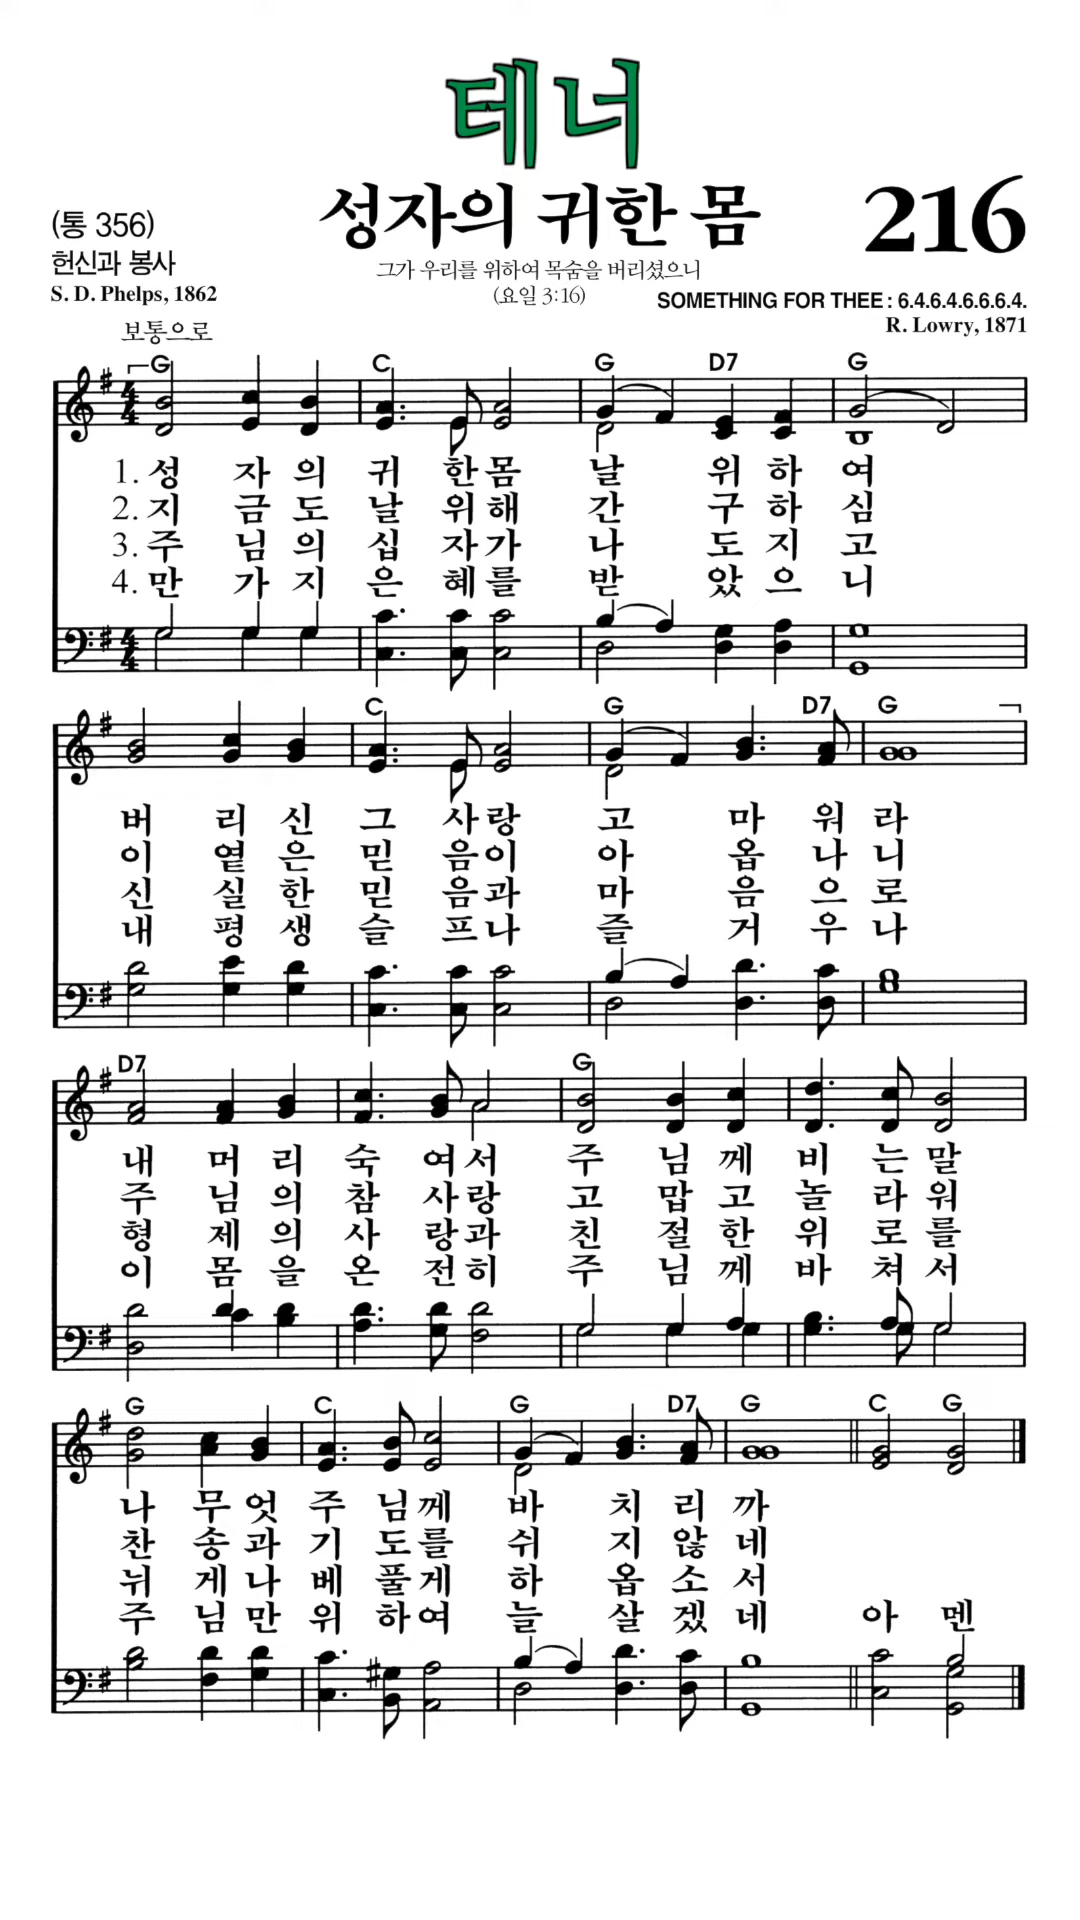 테너
성자의 귀한 몸
216
(통 356)
헌신과 봉사
S. D. Phelps, 1862
그가 우리를 위하여 목숨을 버리셨으니
(요일 3:16)
SOMETHING FOR THEE : 6.4.6.4.6.6.6.4.
R. Lowry, 1871
보통으로
G C G D7 G
4 4
1. 성 자 의 귀 한 몸 날 위 하 여
2. 지 금 도 날 위 해 간 구 하 심
3. 주 님 의 십 자 가 나 도 지 고
4. 만 가 지 은 혜 를 받 았 으 니
4 4
C G D7 G
버 리 신 그 사 랑 고 마 워 라
이 옅 은 믿 음 이 아 옵 나 니
신 실 한 믿 음 과 마 음 으 로
내 평 생 슬 프 나 즐 거 우 나
D7 G
내 머 리 숙 여 서 주 님 께 비 는 말
주 님 의 참 사 랑 고 맙 고 놀 라 워
형 제 의 사 랑 과 친 절 한 위 로 를
이 몸 을 온 전 히 주 님 께 바 쳐 서
G C G D7 G C G
나 무 엇 주 님 께 바 치 리 까
찬 송 과 기 도 를 쉬 지 않 네
뉘 게 나 베 풀 게 하 옵 소 서
주 님 만 위 하 여 늘 살 겠 네 아 멘